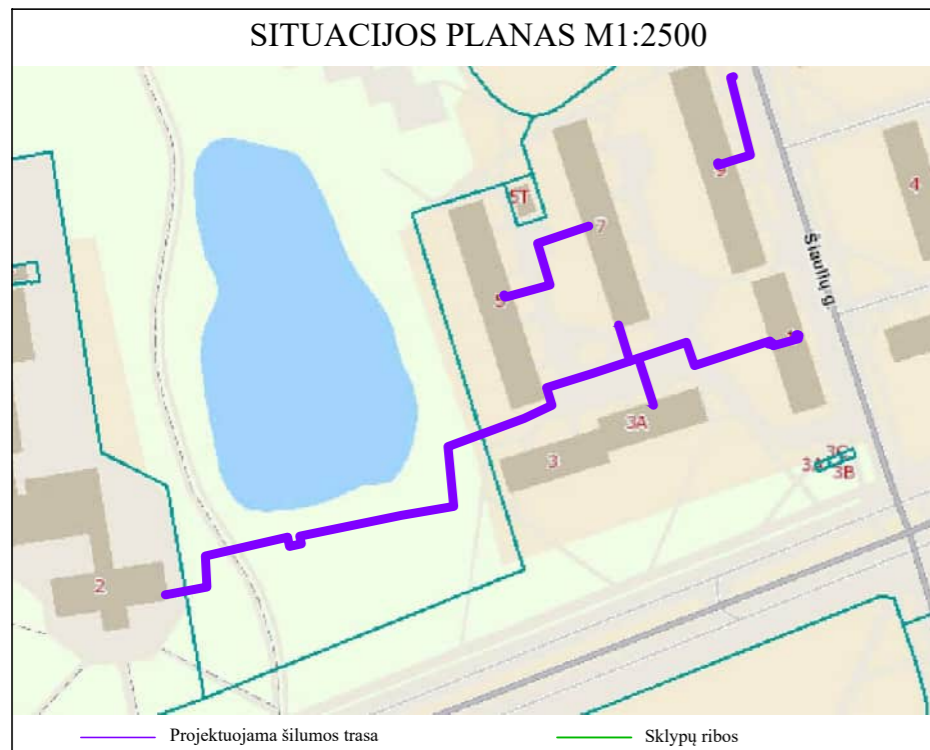 SITUACIJOS PLANAS M1:2500
5T
4
9
7
5
Šiaulių g.
3A
3
3C
3A
3B
2
Projektuojama šilumos trasa
Sklypų ribos